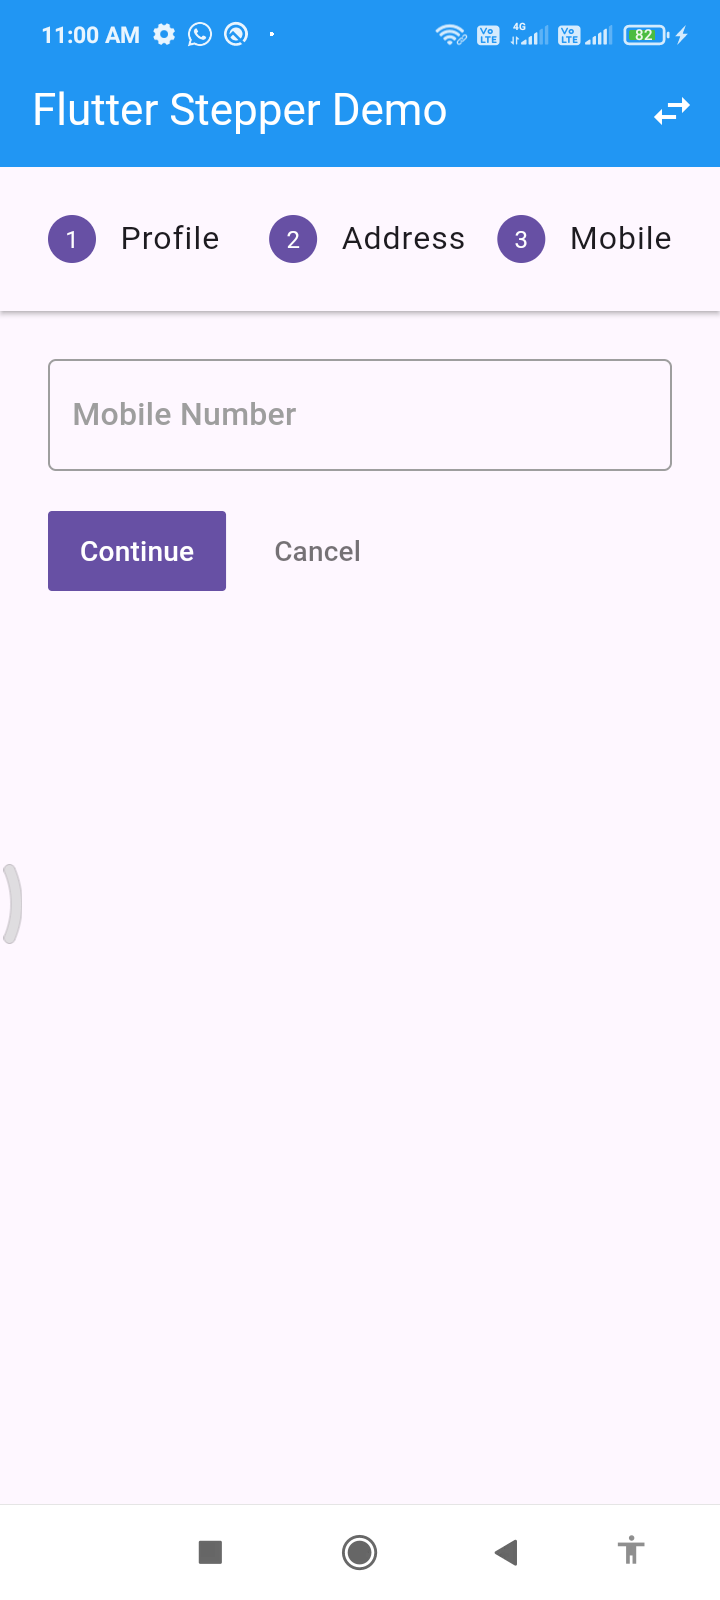 11:00 AM Vo LTE 4G Vo LTE 82
Flutter Stepper Demo
1 Profile 2 Address 3 Mobile
Mobile Number
Continue Cancel